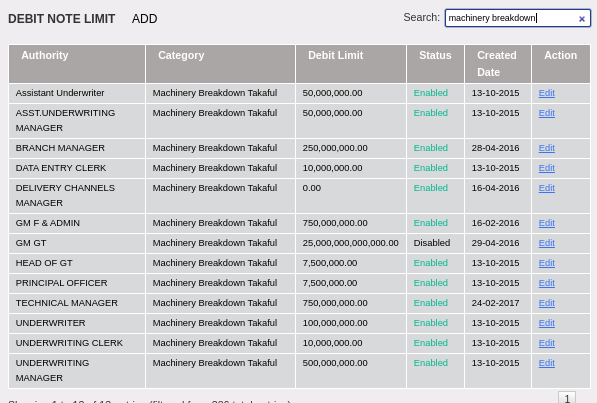 DEBIT NOTE LIMIT ADD Search: machinery breakdown ×
Authority Category Debit Limit Status Created Action
Date
Assistant Underwriter Machinery Breakdown Takaful 50,000,000.00 Enabled 13-10-2015 Edit
ASST.UNDERWRITING Machinery Breakdown Takaful 50,000,000.00 Enabled 13-10-2015 Edit
MANAGER
BRANCH MANAGER Machinery Breakdown Takaful 250,000,000.00 Enabled 28-04-2016 Edit
DATA ENTRY CLERK Machinery Breakdown Takaful 10,000,000.00 Enabled 13-10-2015 Edit
DELIVERY CHANNELS Machinery Breakdown Takaful 0.00 Enabled 16-04-2016 Edit
MANAGER
GM F & ADMIN Machinery Breakdown Takaful 750,000,000.00 Enabled 16-02-2016 Edit
GM GT Machinery Breakdown Takaful 25,000,000,000,000.00 Disabled 29-04-2016 Edit
HEAD OF GT Machinery Breakdown Takaful 7,500,000.00 Enabled 13-10-2015 Edit
PRINCIPAL OFFICER Machinery Breakdown Takaful 7,500,000.00 Enabled 13-10-2015 Edit
TECHNICAL MANAGER Machinery Breakdown Takaful 750,000,000.00 Enabled 24-02-2017 Edit
UNDERWRITER Machinery Breakdown Takaful 100,000,000.00 Enabled 13-10-2015 Edit
UNDERWRITING CLERK Machinery Breakdown Takaful 10,000,000.00 Enabled 13-10-2015 Edit
UNDERWRITING Machinery Breakdown Takaful 500,000,000.00 Enabled 13-10-2015 Edit
MANAGER
1